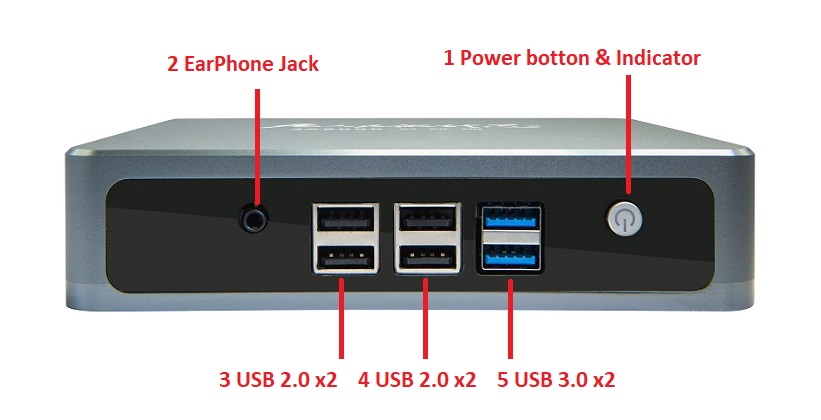 2 EarPhone Jack
1 Power botton & Indicator
3 USB 2.0 x2
4 USB 2.0 x2
5 USB 3.0 x2